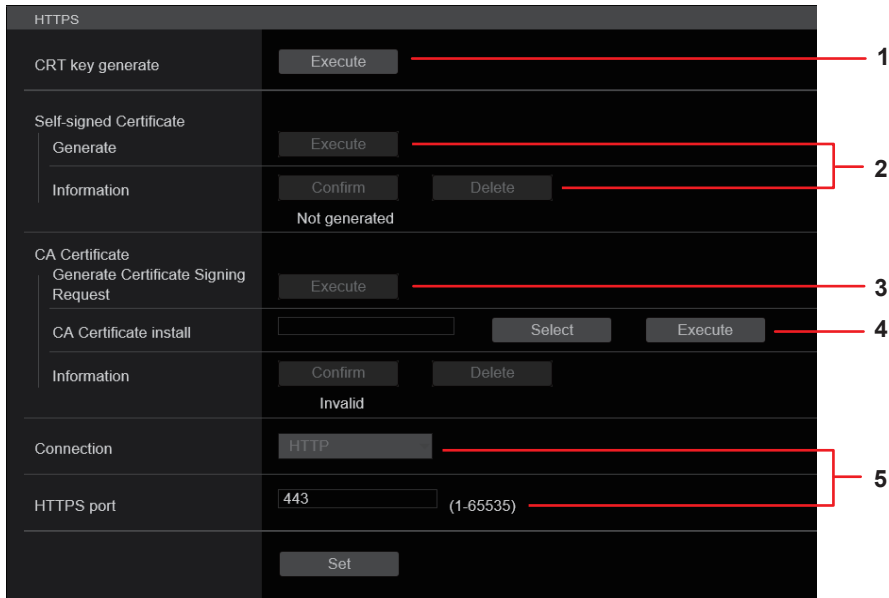 HTTPS
CRT key generate Execute 1
Self-signed Certificate
Generate Execute
2
Information Confirm Delete
Not generated
CA Certificate
Generate Certificate Signing
Request Execute 3
CA Certificate install Select Execute 4
Information Confirm Delete
Invalid
Connection HTTP
5
HTTPS port 443 (1-65535)
Set